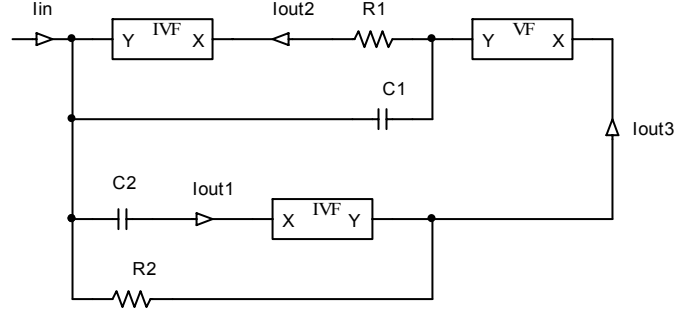 Iin
Iout2
R1
Y IVF X
Y VF X
C1
Iout3
C2
Iout1
X IVF Y
R2